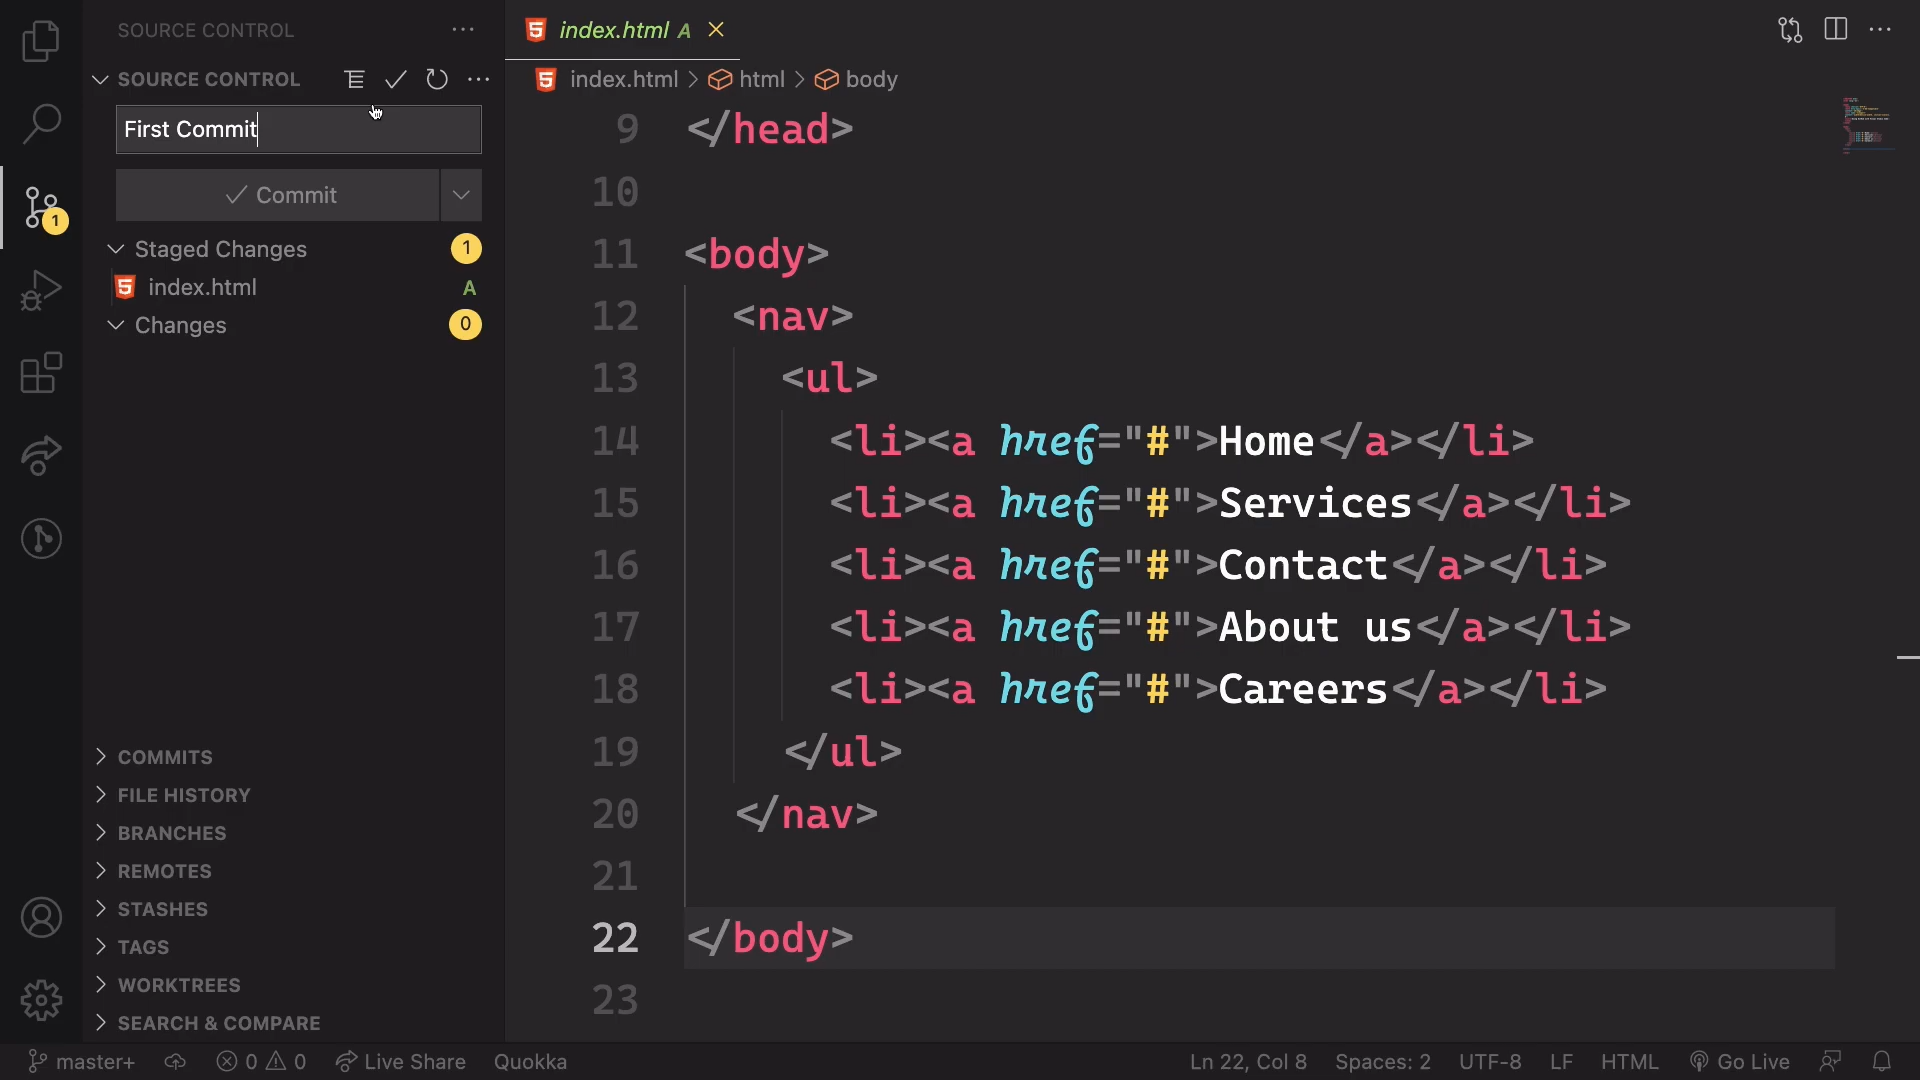 SOURCE CONTROL
SOURCE CONTROL
First Commit
Commit
Staged Changes 1
index.html A
Changes 0
COMMITS
FILE HISTORY
BRANCHES
REMOTES
STASHES
TAGS
WORKTREES
SEARCH & COMPARE
1
index.html A
index.html > html > body
9 </head>
10
11 <body>
12 <nav>
13 <ul>
14 <li><a href="#">Home</a></li>
15 <li><a href="#">Services</a></li>
16 <li><a href="#">Contact</a></li>
17 <li><a href="#">About us</a></li>
18 <li><a href="#">Careers</a></li>
19 </ul>
20 </nav>
21
22 </body>
23
master+ 0 0 Live Share Quokka Ln 22, Col 8 Spaces: 2 UTF-8 LF HTML Go Live